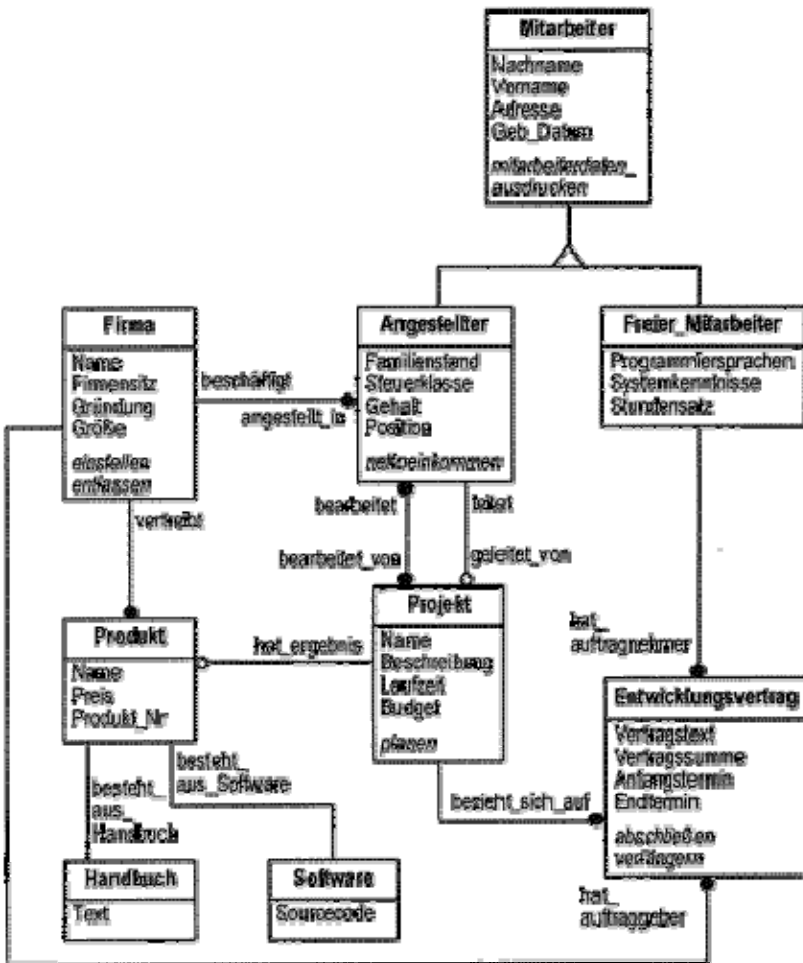 Mitarbeiter
Nachname
Vorname
Adresse
Geb_Datum
mitarbeiterdaten_
ausdrucken
Firma
Name
Firmensitz
Gründung
Größe
einstellen
entlassen
beschäftigt
angestellt_in
Angestellter
Familienstand
Steuerklasse
Gehalt
Position
nettoeinkommen
Freier_Mitarbeiter
Programmiersprachen
Systemkenntnisse
Stundensatz
vertreibt
bearbeitet
leitet
bearbeitet_von
geleitet_von
Produkt
Name
Preis
Produkt_Nr
hat_ergebnis
Projekt
Name
Beschreibung
Laufzeit
Budget
planen
hat_
auftragnehmer
Entwicklungsvertrag
Vertragstext
Vertragssumme
Anfangstermin
Endtermin
abschließen
verlängern
besteht_
aus_
Handbuch
besteht_
aus_Software
bezieht_sich_auf
Handbuch
Text
Software
Sourcecode
hat_
auftraggeber